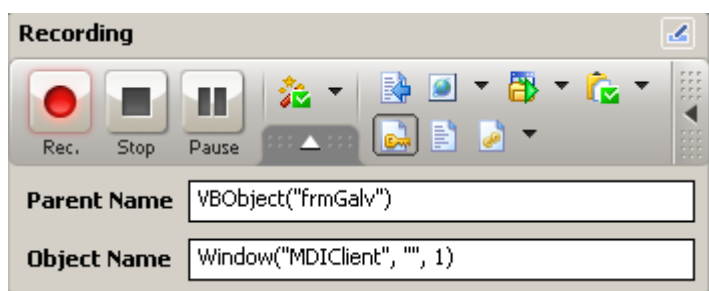 Recording
Rec. Stop Pause
Parent Name VBObject("frmGalv")
Object Name Window("MDIClient", "", 1)